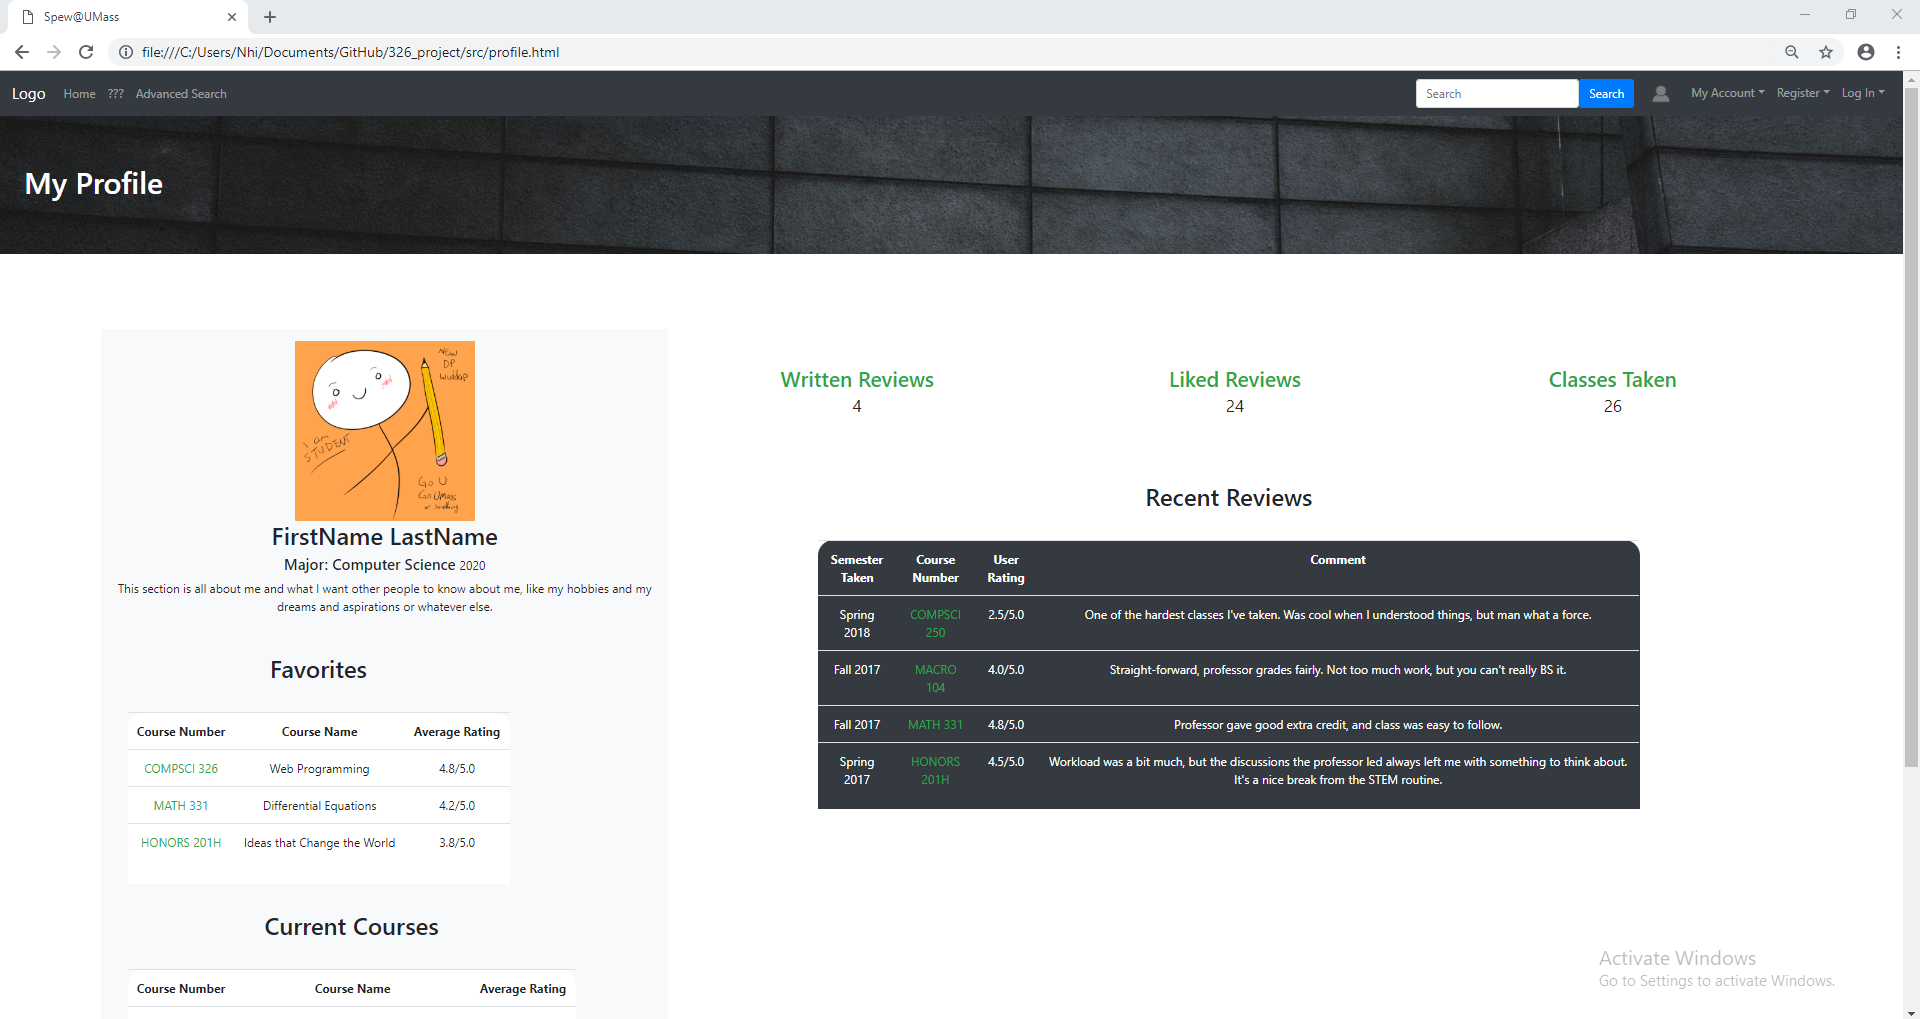 Spew@UMass
file:///C:/Users/Nhi/Documents/GitHub/326_project/src/profile.html
Logo Home ??? Advanced Search Search Search My Account Register Log In
My Profile
NEW
DP
wuddup
I am
STUDENT
GO U
GO UMass
or something
FirstName LastName
Major: Computer Science 2020
This section is all about me and what I want other people to know about me, like my hobbies and my
dreams and aspirations or whatever else.
Favorites
Course Number Course Name Average Rating
COMPSCI 326 Web Programming 4.8/5.0
MATH 331 Differential Equations 4.2/5.0
HONORS 201H Ideas that Change the World 3.8/5.0
Current Courses
Course Number Course Name Average Rating
Written Reviews Liked Reviews Classes Taken
4 24 26
Recent Reviews
Semester Course User Comment
Taken Number Rating
Spring COMPSCI 2.5/5.0 One of the hardest classes I've taken. Was cool when I understood things, but man what a force.
2018 250
Fall 2017 MACRO 4.0/5.0 Straight-forward, professor grades fairly. Not too much work, but you can't really BS it.
104
Fall 2017 MATH 331 4.8/5.0 Professor gave good extra credit, and class was easy to follow.
Spring HONORS 4.5/5.0 Workload was a bit much, but the discussions the professor led always left me with something to think about.
2017 201H It's a nice break from the STEM routine.
Activate Windows
Go to Settings to activate Windows.